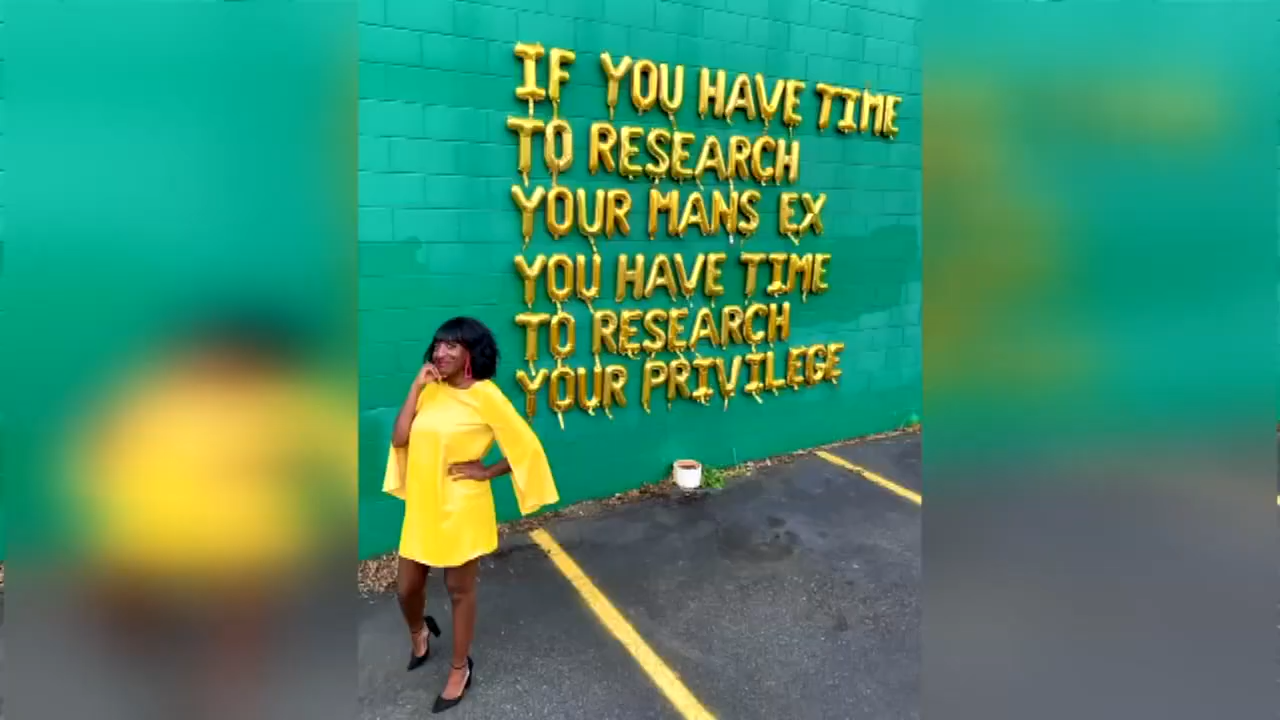 IF YOU HAVE TIME
TO RESEARCH
YOUR MANS EX
YOU HAVE TIME
TO RESEARCH
YOUR PRIVILEGE